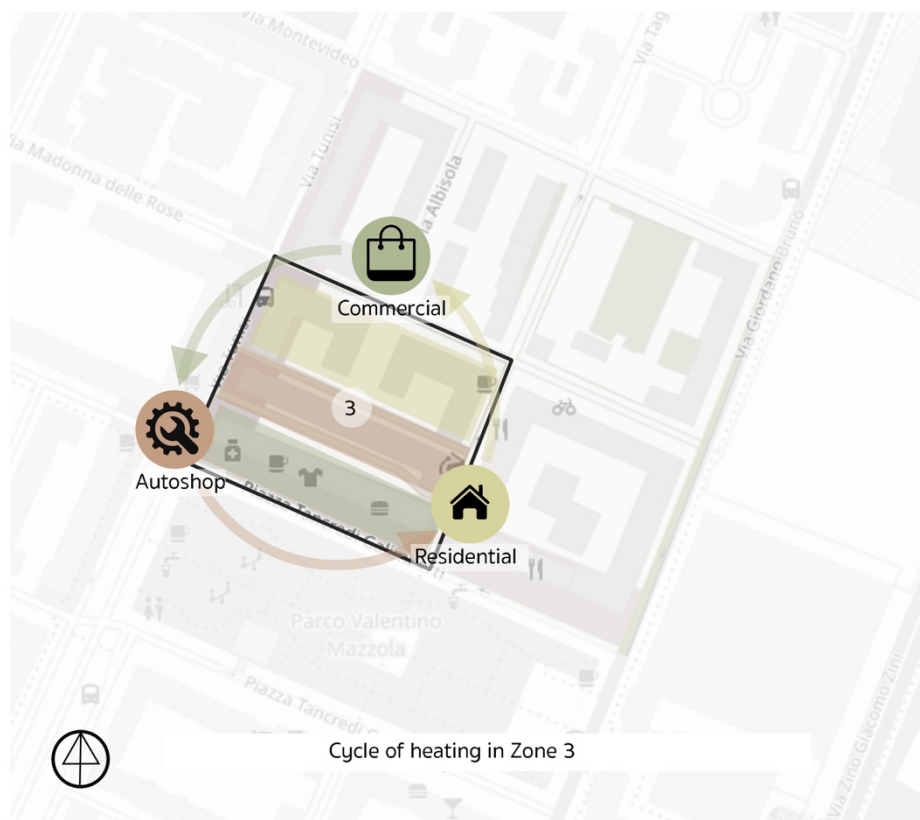 Via Montevideo
Via Tag
Via Tunisi
Via Madonna delle Rose
Albisola
Via Giordano Bruno
Commercial
3
Autoshop
Residential
Parco Valentino
Mazzola
Piazza Tancredi
Via Zino Giacomo Zini
Cycle of heating in Zone 3